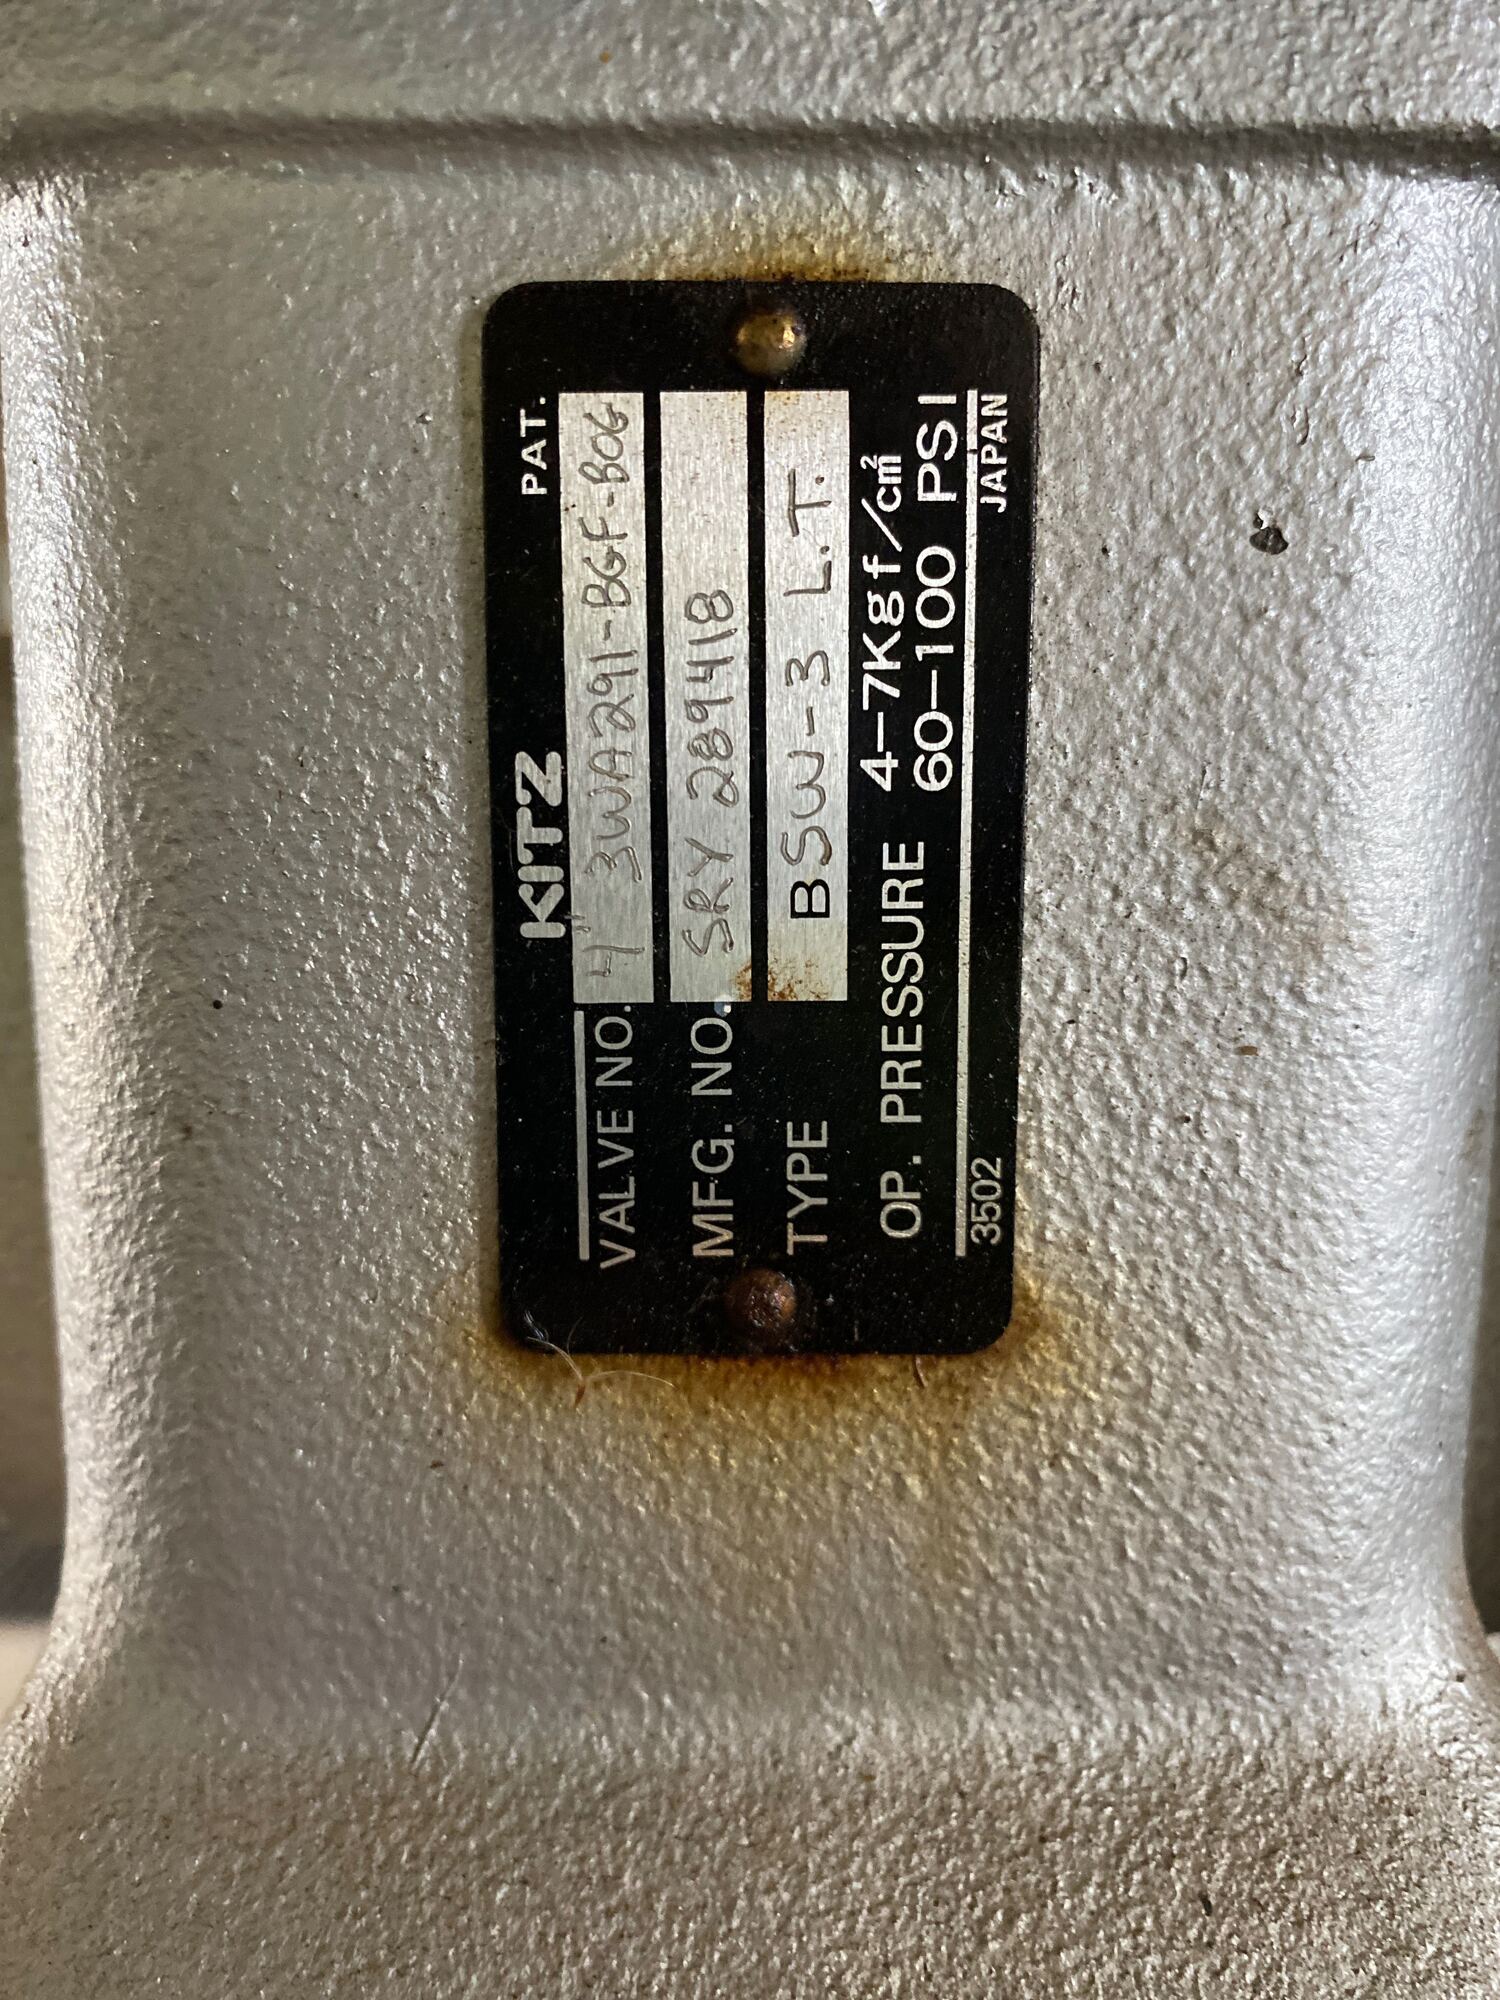 KITZ PAT.
VALVE NO. 4" 3WA291-BGF-BOG
MFG. NO. SRY 289418
TYPE BSW-3 L.T.
OP. PRESSURE 4-7Kgf/cm²
60-100 PSI
3502 JAPAN